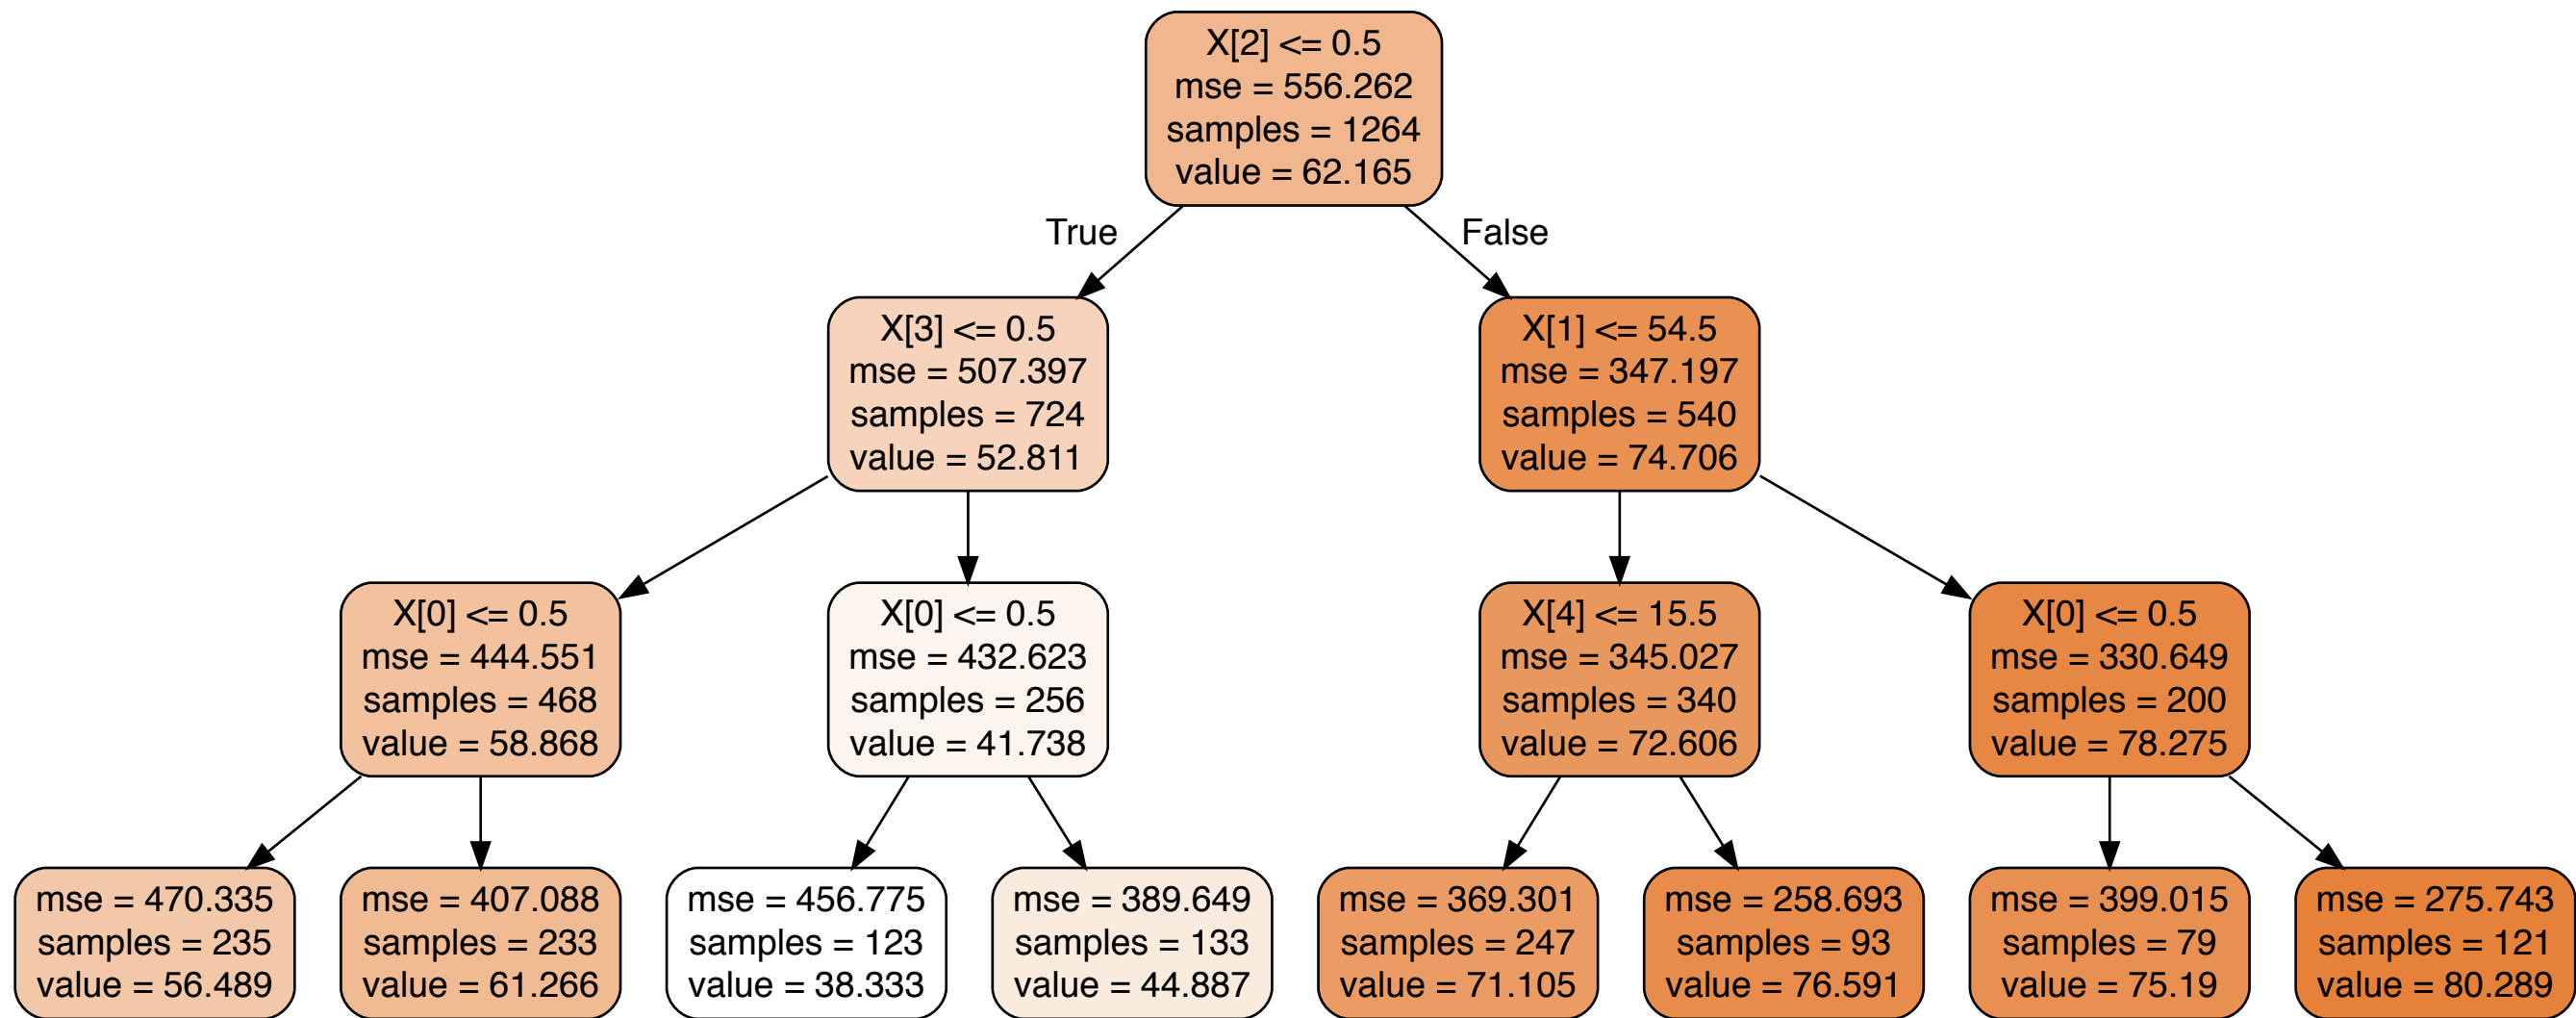 X[2] <= 0.5
mse = 556.262
samples = 1264
value = 62.165
True
False
X[3] <= 0.5
mse = 507.397
samples = 724
value = 52.811
X[1] <= 54.5
mse = 347.197
samples = 540
value = 74.706
X[0] <= 0.5
mse = 444.551
samples = 468
value = 58.868
X[0] <= 0.5
mse = 432.623
samples = 256
value = 41.738
X[4] <= 15.5
mse = 345.027
samples = 340
value = 72.606
X[0] <= 0.5
mse = 330.649
samples = 200
value = 78.275
mse = 470.335
samples = 235
value = 56.489
mse = 407.088
samples = 233
value = 61.266
mse = 456.775
samples = 123
value = 38.333
mse = 389.649
samples = 133
value = 44.887
mse = 369.301
samples = 247
value = 71.105
mse = 258.693
samples = 93
value = 76.591
mse = 399.015
samples = 79
value = 75.19
mse = 275.743
samples = 121
value = 80.289